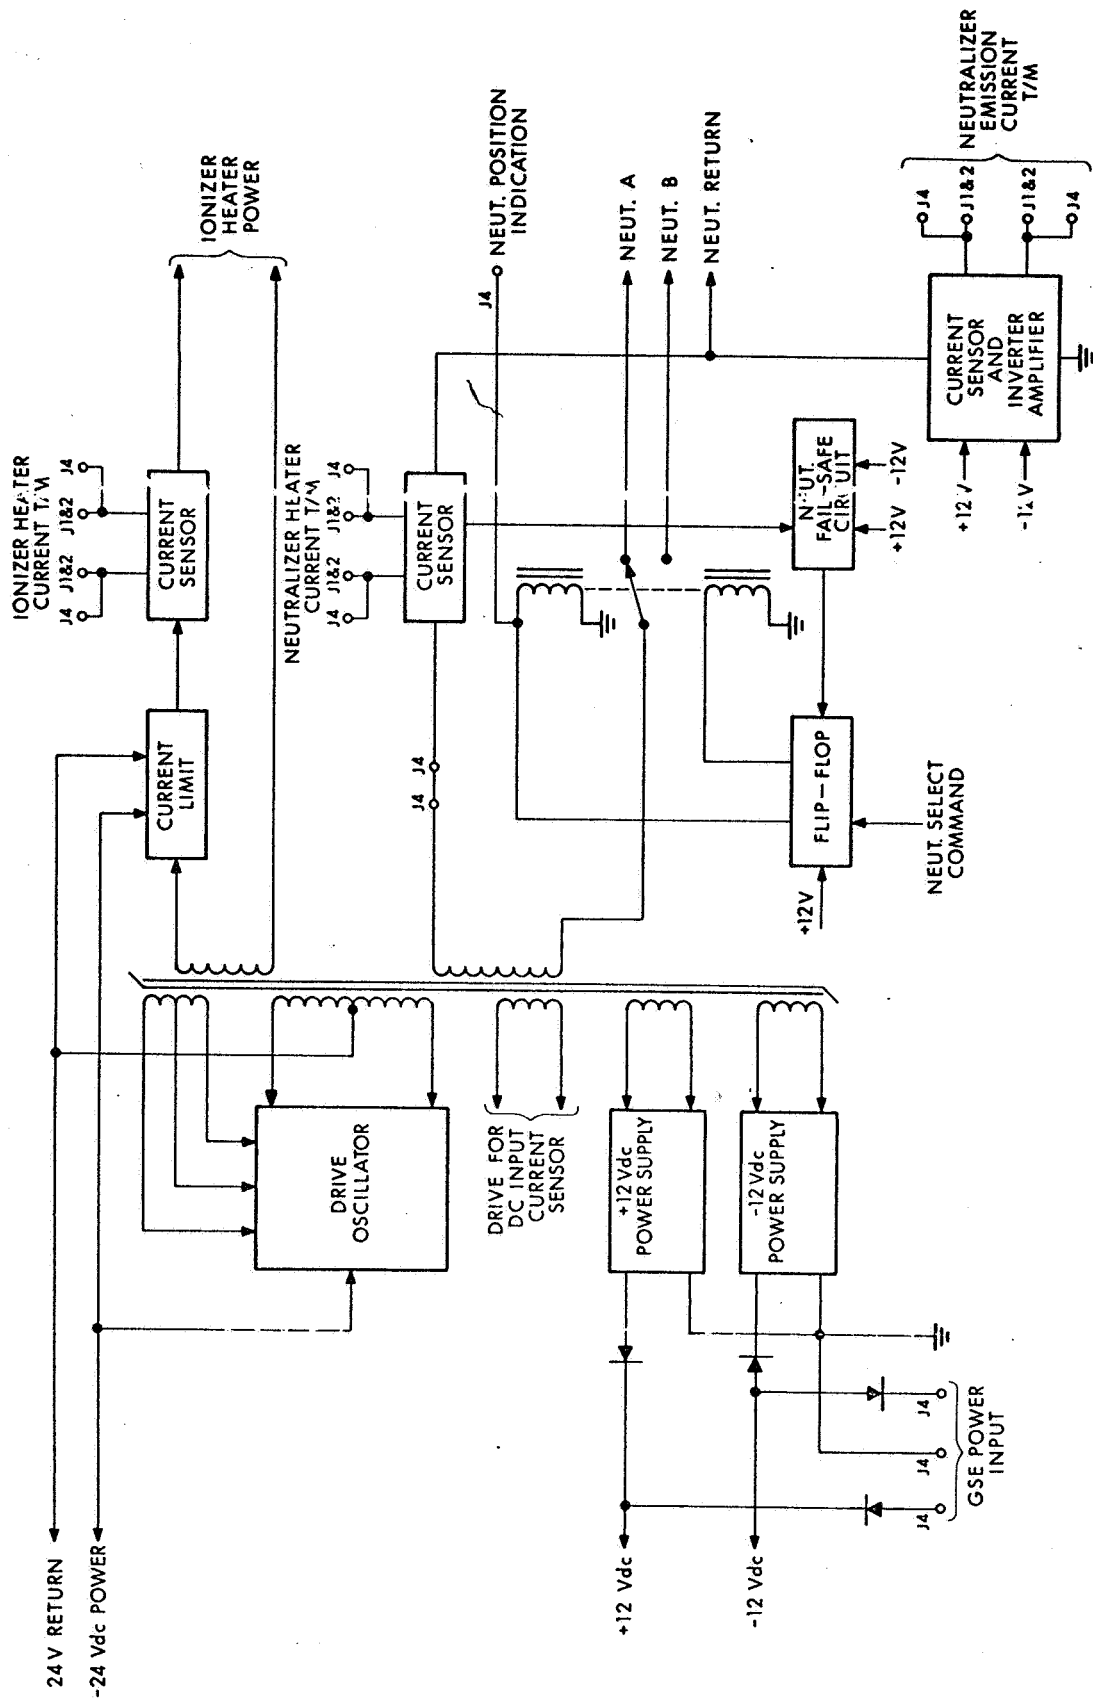 24 V RETURN
-24 Vdc POWER
CURRENT
LIMIT
IONIZER HEATER
CURRENT T/M
J4
J1&2
J1&2
J4
CURRENT
SENSOR
IONIZER
HEATER
POWER
DRIVE
OSCILLATOR
NEUTRALIZER HEATER
CURRENT T/M
J4
J1&2
J1&2
J4
J4
J4
CURRENT
SENSOR
J4
NEUT. POSITION
INDICATION
DRIVE FOR
DC INPUT
CURRENT
SENSOR
NEUT. A
NEUT. B
NEUT. RETURN
+12 Vdc
+12 Vdc
POWER SUPPLY
-12 Vdc
-12 Vdc
POWER SUPPLY
+12V
FLIP-FLOP
NEUT. SELECT
COMMAND
NEUT.
FAIL-SAFE
CIRCUIT
+12V
-12V
J4
J4
J4
GSE POWER
INPUT
+12 V
-12 V
CURRENT
SENSOR
AND
INVERTER
AMPLIFIER
J4
J1&2
J1&2
J4
NEUTRALIZER
EMISSION
CURRENT
T/M